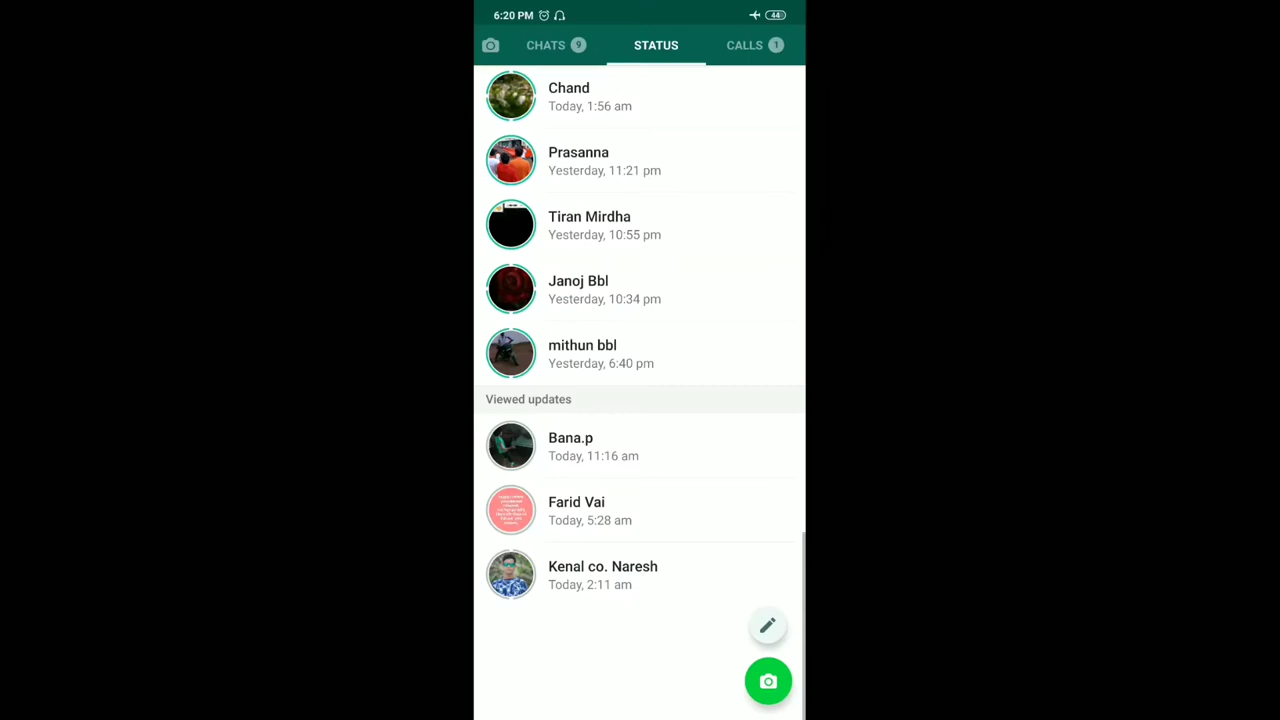 6:20 PM 44
CHATS 9 STATUS CALLS 1
Chand
Today, 1:56 am
Prasanna
Yesterday, 11:21 pm
Tiran Mirdha
Yesterday, 10:55 pm
Janoj Bbl
Yesterday, 10:34 pm
mithun bbl
Yesterday, 6:40 pm
Viewed updates
Bana.p
Today, 11:16 am
Farid Vai
Today, 5:28 am
Kenal co. Naresh
Today, 2:11 am